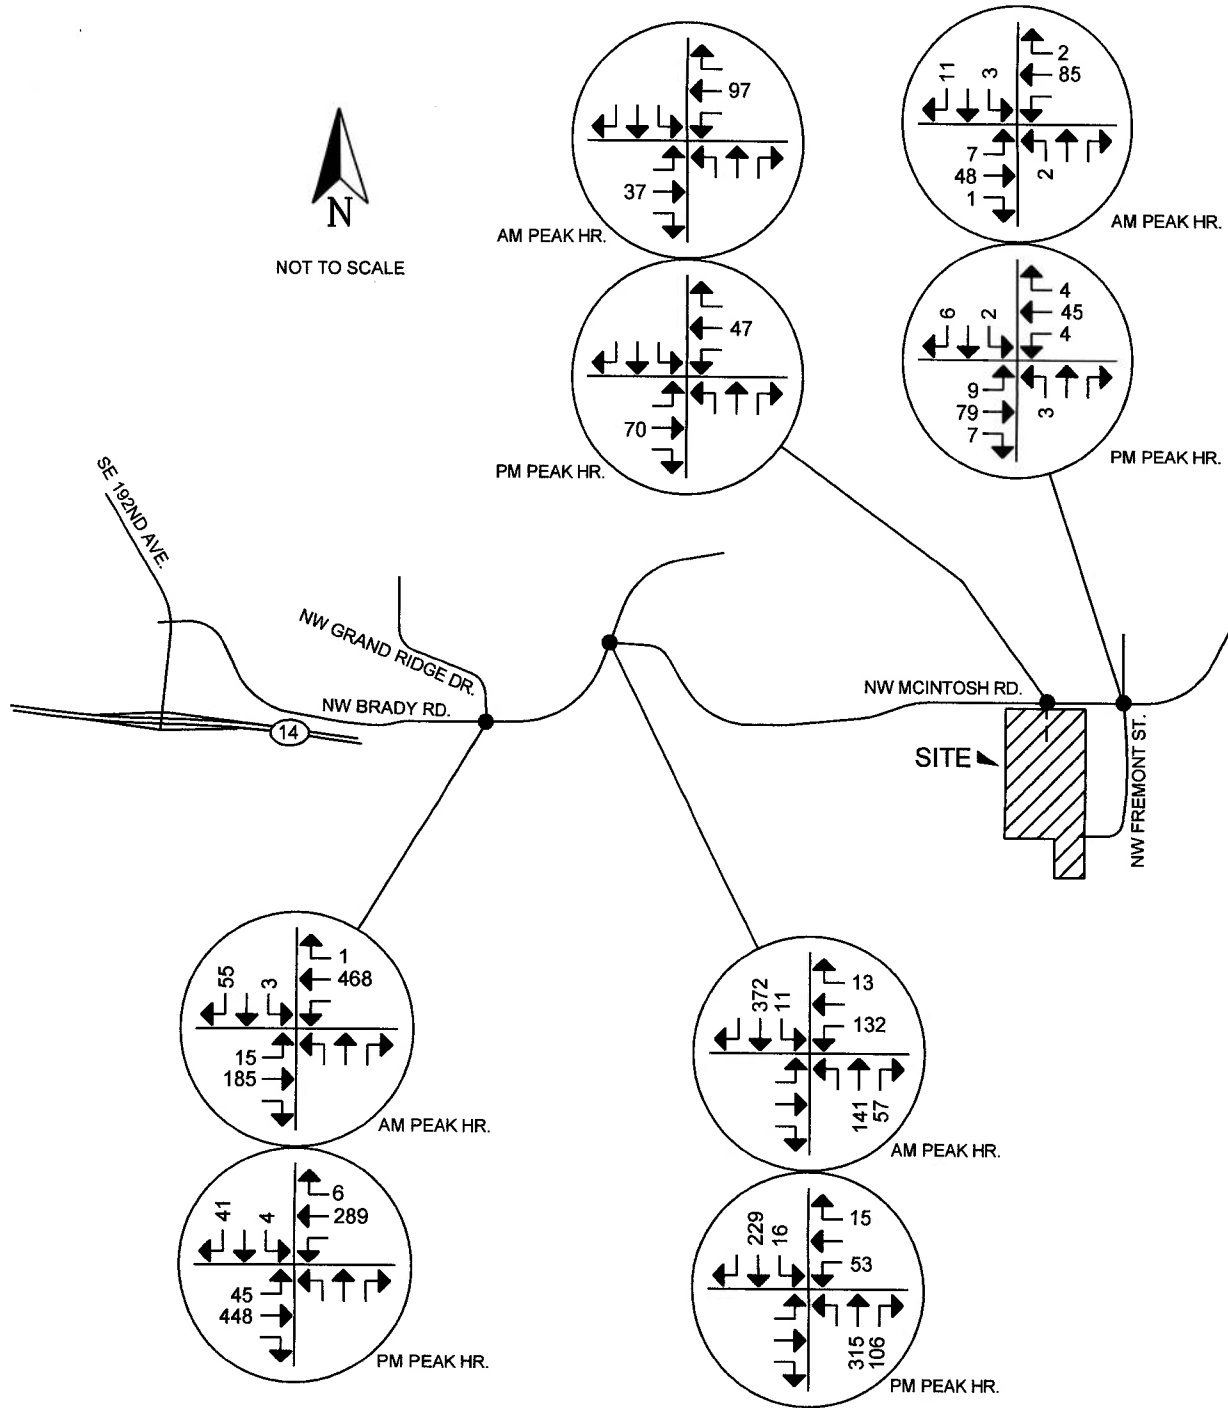 97
37
AM PEAK HR.
47
70
PM PEAK HR.
11
3
2
85
7
48
1
2
AM PEAK HR.
6
2
4
45
4
9
79
7
3
PM PEAK HR.
N
NOT TO SCALE
SE 192ND AVE.
NW GRAND RIDGE DR.
NW BRADY RD.
14
NW MCINTOSH RD.
SITE
NW FREMONT ST.
55
3
1
468
15
185
AM PEAK HR.
41
4
6
289
45
448
PM PEAK HR.
372
11
13
132
141
57
AM PEAK HR.
229
16
15
53
315
106
PM PEAK HR.